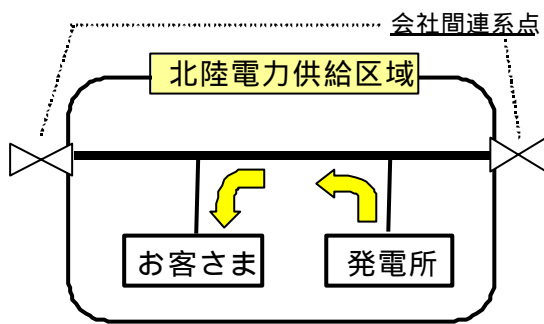 会社間連系点
北陸電力供給区域
お客さま
発電所